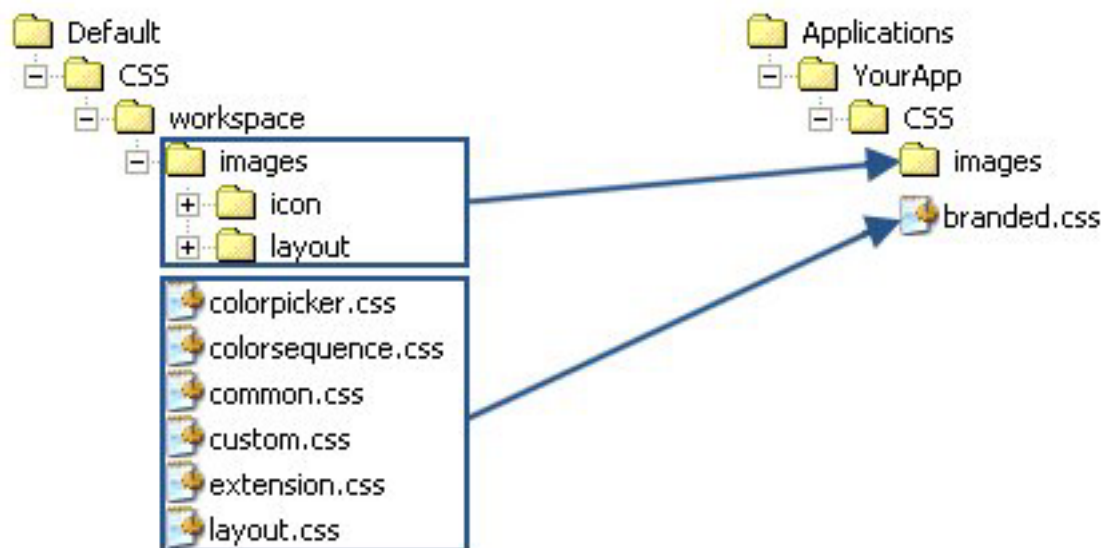 Default
CSS
workspace
images
icon
layout
colorpicker.css
colorsequence.css
common.css
custom.css
extension.css
layout.css
Applications
YourApp
CSS
images
branded.css